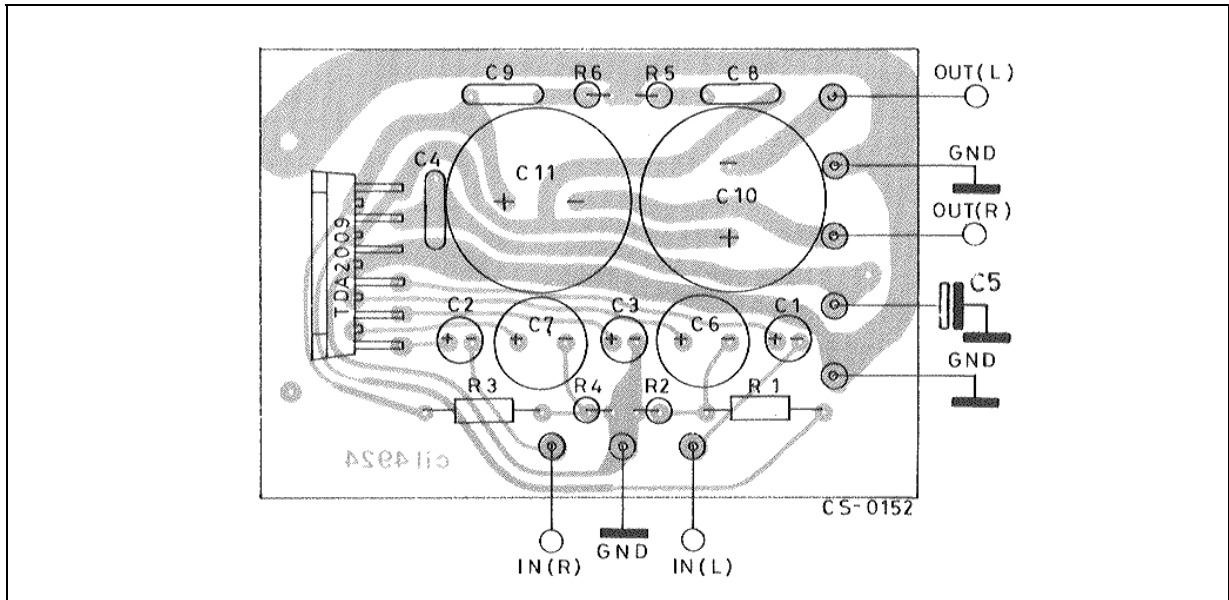 C9 R6 R5 C8
OUT(L)
GND
C4 C11 C10
OUT(R)
TDA2009
C5
C2 C7 C3 C6 C1
GND
R3 R4 R2 R1
cil4924
CS-0152
IN(R) GND IN(L)